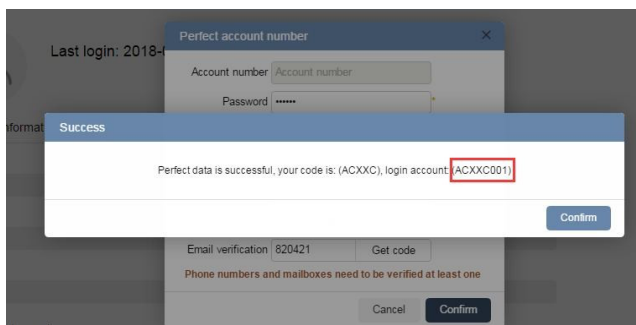 Perfect account number ×
Last login: 2018-
Account number Account number
Password •••••• *
Success
Perfect data is successful, your code is: (ACXXC), login account: (ACXXC001)
Confirm
Email verification 820421 Get code
Phone numbers and mailboxes need to be verified at least one
Cancel Confirm